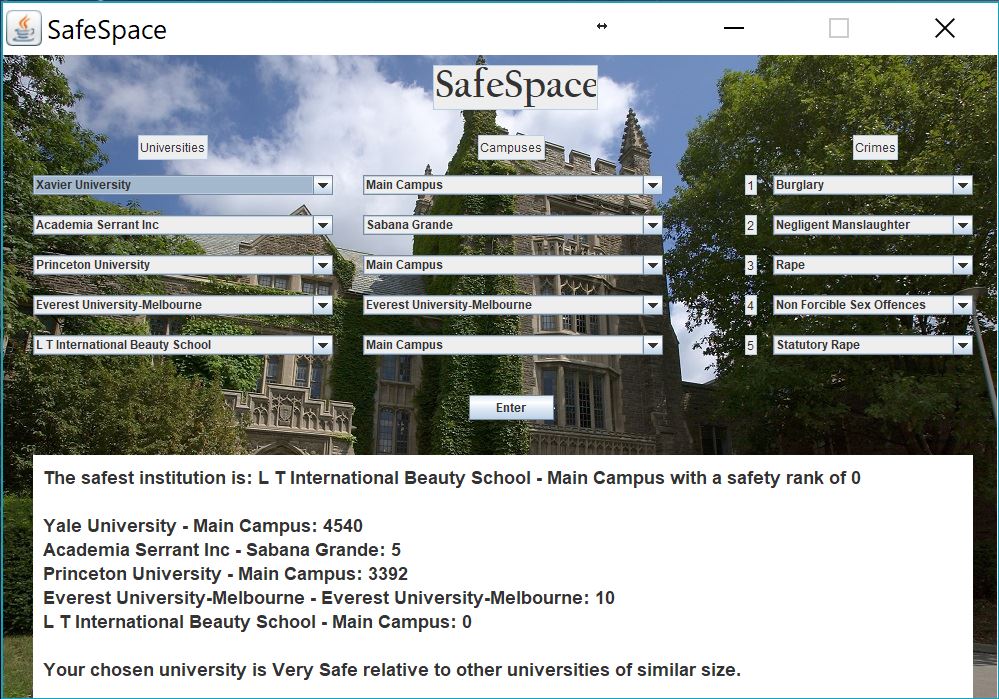 SafeSpace
SafeSpace
Universities Campuses Crimes
Xavier University Main Campus 1 Burglary
Academia Serrant Inc Sabana Grande 2 Negligent Manslaughter
Princeton University Main Campus 3 Rape
Everest University-Melbourne Everest University-Melbourne 4 Non Forcible Sex Offences
L T International Beauty School Main Campus 5 Statutory Rape
Enter
The safest institution is: L T International Beauty School - Main Campus with a safety rank of 0
Yale University - Main Campus: 4540
Academia Serrant Inc - Sabana Grande: 5
Princeton University - Main Campus: 3392
Everest University-Melbourne - Everest University-Melbourne: 10
L T International Beauty School - Main Campus: 0
Your chosen university is Very Safe relative to other universities of similar size.